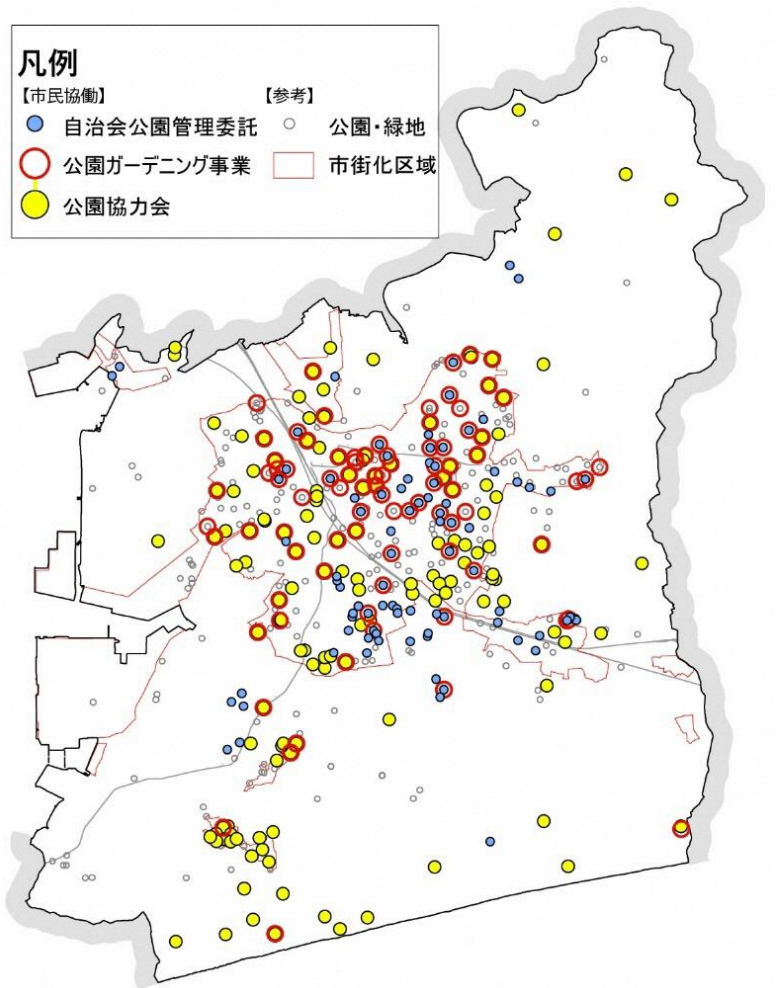 凡例
【市民協働】 【参考】
自治会公園管理委託 公園・緑地
公園ガーデニング事業 市街化区域
公園協力会